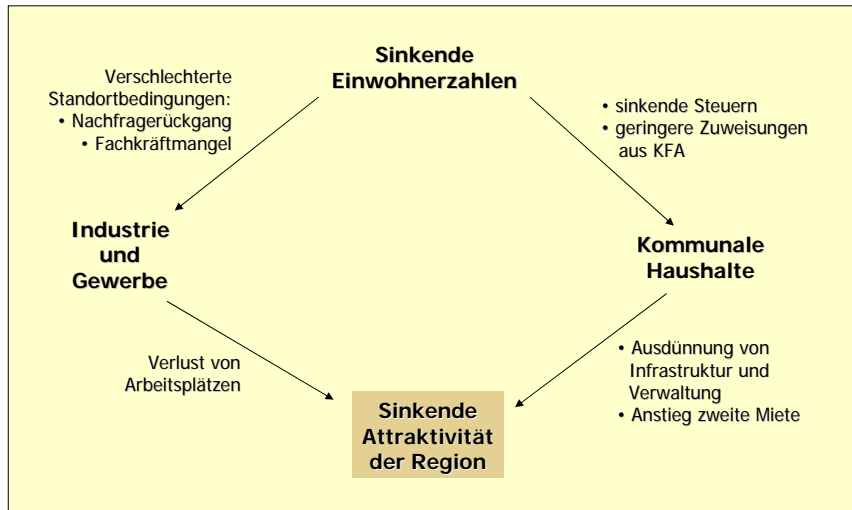 Sinkende
Einwohnerzahlen
Verschlechterte
Standortbedingungen:
• Nachfragerückgang
• Fachkräftmangel
• sinkende Steuern
• geringere Zuweisungen
aus KFA
Industrie
und
Gewerbe
Kommunale
Haushalte
Verlust von
Arbeitsplätzen
• Ausdünnung von
Infrastruktur und
Verwaltung
• Anstieg zweite Miete
Sinkende
Attraktivität
der Region